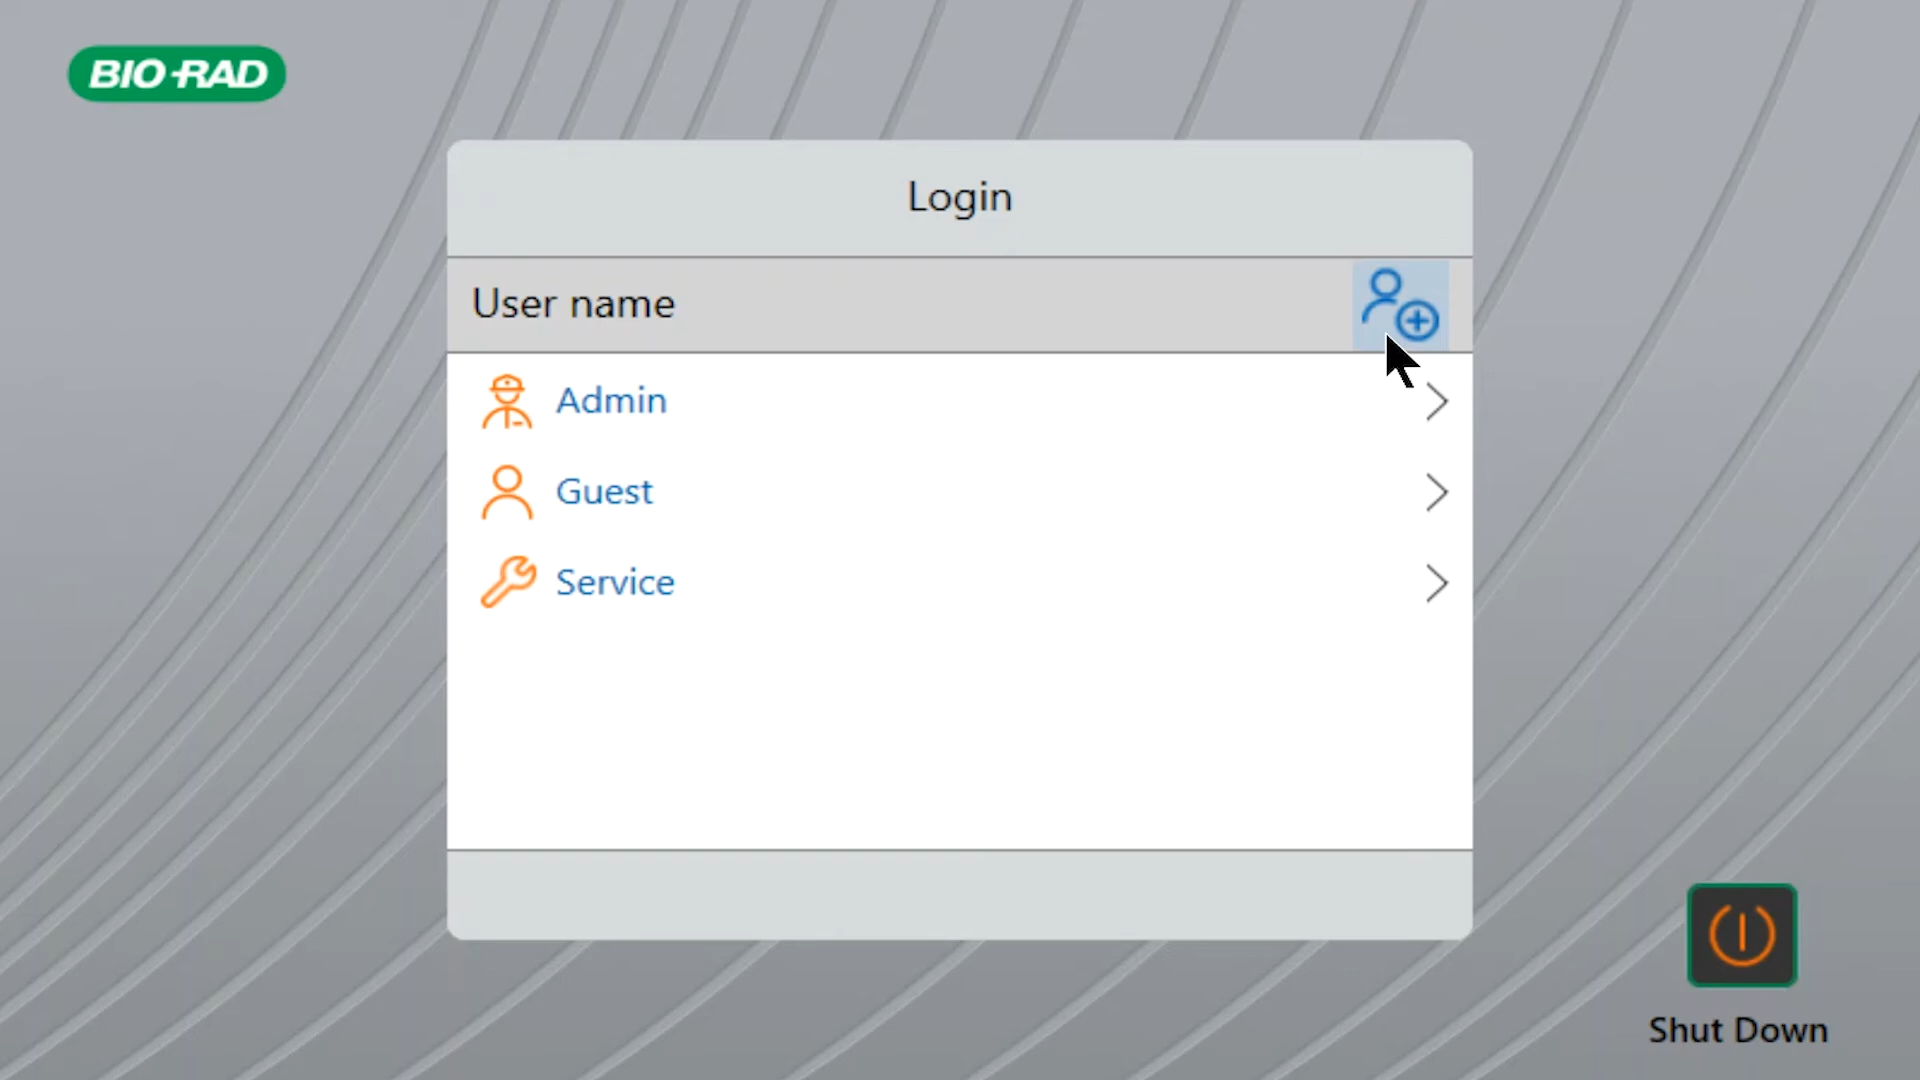 BIO-RAD
Login
User name
Admin
Guest
Service
Shut Down